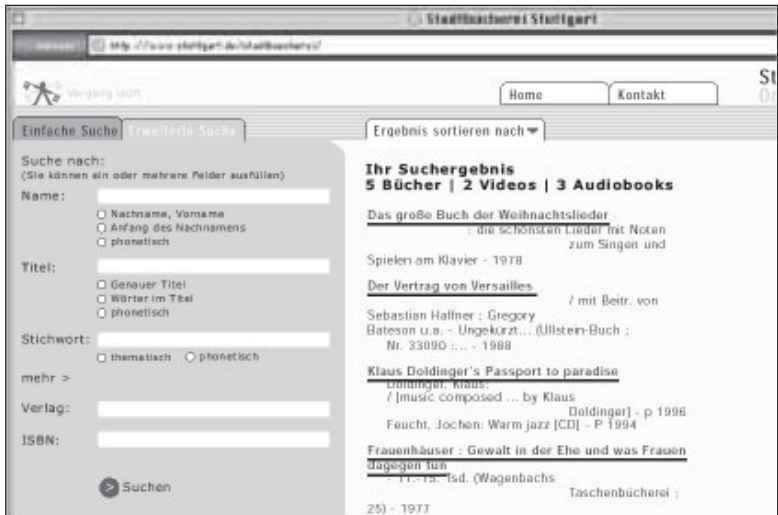 Stadtbücherei Stuttgart
http://www.stuttgart.de/stadtbuecherei/
St
Vorgang läuft
Home
Kontakt
Einfache Suche
Erweiterte Suche
Ergebnis sortieren nach
Suche nach:
(Sie können ein oder mehrere Felder ausfüllen)
Name:
Nachname, Vorname
Anfang des Nachnamens
phonetisch
Titel:
Genauer Titel
Wörter im Titel
phonetisch
Stichwort:
thematisch
phonetisch
mehr >
Verlag:
ISBN:
Suchen
Ihr Suchergebnis
5 Bücher | 2 Videos | 3 Audiobooks
Das große Buch der Weihnachtslieder
: die schönsten Lieder mit Noten
zum Singen und
Spielen am Klavier - 1978
Der Vertrag von Versailles
/ mit Beitr. von
Sebastian Haffner ; Gregory
Bateson u.a. - Ungekürzt... (Ullstein-Buch ;
Nr. 33090 :... - 1988
Klaus Doldinger's Passport to paradise
Doldinger, Klaus:
/ [music composed ... by Klaus
Doldinger] - p 1996
Feucht, Jochen: Warm jazz [CD] - P 1994
Frauenhäuser : Gewalt in der Ehe und was Frauen
dagegen tun
- 11.-15. Tsd. (Wagenbachs
Taschenbücherei ;
25) - 1977